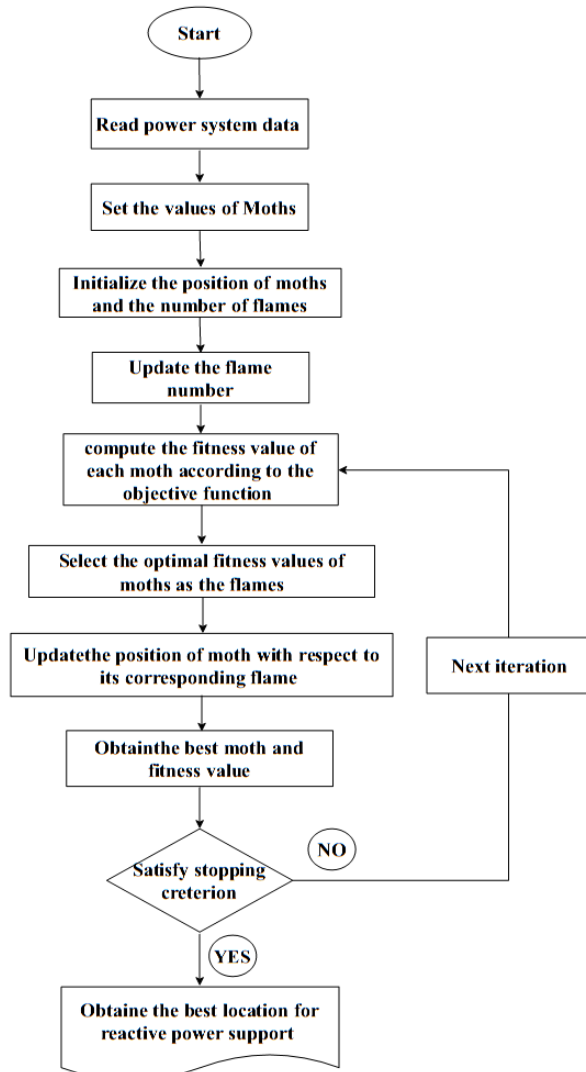 Start
Read power system data
Set the values of Moths
Initialize the position of moths
and the number of flames
Update the flame
number
compute the fitness value of
each moth according to the
objective function
Select the optimal fitness values of
moths as the flames
Updatethe position of moth with respect to
its corresponding flame
Next iteration
Obtainthe best moth and
fitness value
NO
Satisfy stopping
creterion
YES
Obtaine the best location for
reactive power support